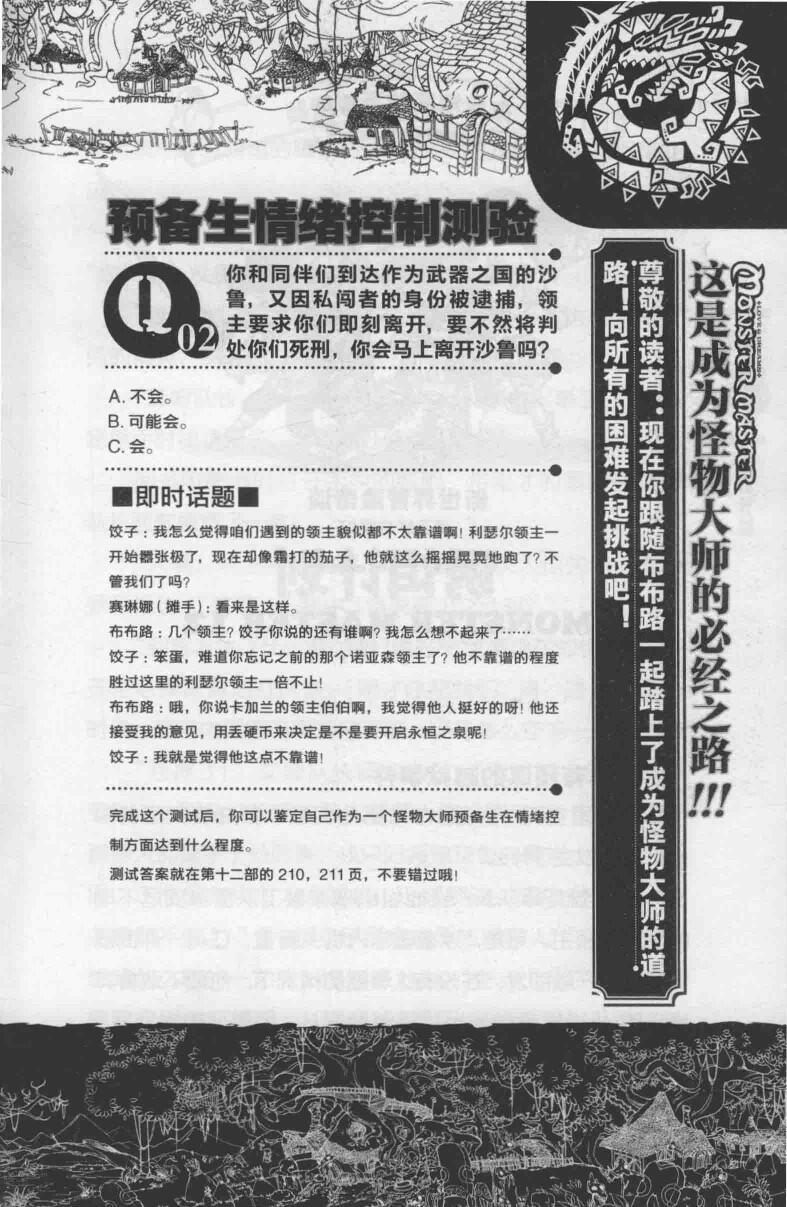 预备生情绪控制测验
Q
02
你和同伴们到达作为武器之国的沙
鲁，又因私闯者的身份被逮捕，领
主要求你们即刻离开，要不然将判
处你们死刑，你会马上离开沙鲁吗？
A. 不会。
B. 可能会。
C. 会。
■即时话题■
饺子：我怎么觉得咱们遇到的领主貌似都不太靠谱啊！利瑟尔领主一
开始嚣张极了，现在却像霜打的茄子，他就这么摇摇晃晃地跑了？不
管我们了吗？
赛琳娜（摊手）：看来是这样。
布布路：几个领主？饺子你说的还有谁啊？我怎么想不起来了……
饺子：笨蛋，难道你忘记之前的那个诺亚森领主了？他不靠谱的程度
胜过这里的利瑟尔领主一倍不止！
布布路：哦，你说卡加兰的领主伯伯啊，我觉得他人挺好的呀！他还
接受我的意见，用丢硬币来决定是不是要开启永恒之泉呢！
饺子：我就是觉得他这点不靠谱！
完成这个测试后，你可以鉴定自己作为一个怪物大师预备生在情绪控
制方面达到什么程度。
测试答案就在第十二部的 210，211 页，不要错过哦！
MONSTER MASTER
+LOVE & DREAMS+
这是成为怪物大师的必经之路！！！
尊敬的读者：现在你跟随布布路一起踏上了成为怪物大师的道
路！向所有的困难发起挑战吧！